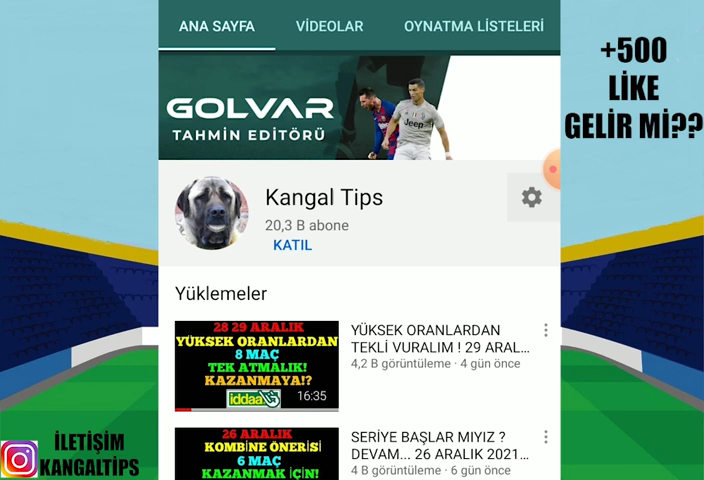 ANA SAYFA
VİDEOLAR
OYNATMA LİSTELERİ
GOLVAR
TAHMİN EDİTÖRÜ
Jeep
Kangal Tips
20,3 B abone
KATIL
Yüklemeler
28 29 ARALIK
YÜKSEK ORANLARDAN
8 MAÇ
TEK ATMALIK!
KAZANMAYA!?
iddaa
16:35
YÜKSEK ORANLARDAN
TEKLİ VURALIM ! 29 ARAL...
4,2 B görüntüleme · 4 gün önce
26 ARALIK
KOMBİNE ÖNERİSİ
6 MAÇ
KAZANMAK İÇİN!
SERİYE BAŞLAR MIYIZ ?
DEVAM... 26 ARALIK 2021...
4 B görüntüleme · 6 gün önce
+500
LİKE
GELİR Mİ??
İLETİŞİM
KANGALTİPS